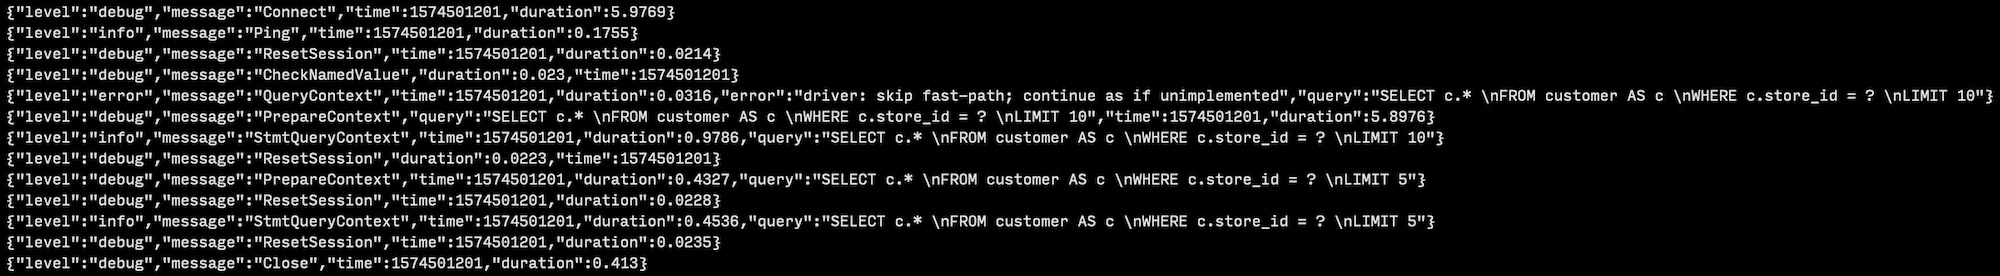 {"level":"debug","message":"Connect","time":1574501201,"duration":5.9769}
{"level":"info","message":"Ping","time":1574501201,"duration":0.1755}
{"level":"debug","message":"ResetSession","time":1574501201,"duration":0.0214}
{"level":"debug","message":"CheckNamedValue","duration":0.023,"time":1574501201}
{"level":"error","message":"QueryContext","time":1574501201,"duration":0.0316,"error":"driver: skip fast-path; continue as if unimplemented","query":"SELECT c.* \nFROM customer AS c \nWHERE c.store_id = ? \nLIMIT 10"}
{"level":"debug","message":"PrepareContext","query":"SELECT c.* \nFROM customer AS c \nWHERE c.store_id = ? \nLIMIT 10","time":1574501201,"duration":5.8976}
{"level":"info","message":"StmtQueryContext","time":1574501201,"duration":0.9786,"query":"SELECT c.* \nFROM customer AS c \nWHERE c.store_id = ? \nLIMIT 10"}
{"level":"debug","message":"ResetSession","duration":0.0223,"time":1574501201}
{"level":"debug","message":"PrepareContext","time":1574501201,"duration":0.4327,"query":"SELECT c.* \nFROM customer AS c \nWHERE c.store_id = ? \nLIMIT 5"}
{"level":"debug","message":"ResetSession","time":1574501201,"duration":0.0228}
{"level":"info","message":"StmtQueryContext","time":1574501201,"duration":0.4536,"query":"SELECT c.* \nFROM customer AS c \nWHERE c.store_id = ? \nLIMIT 5"}
{"level":"debug","message":"ResetSession","time":1574501201,"duration":0.0235}
{"level":"debug","message":"Close","time":1574501201,"duration":0.413}